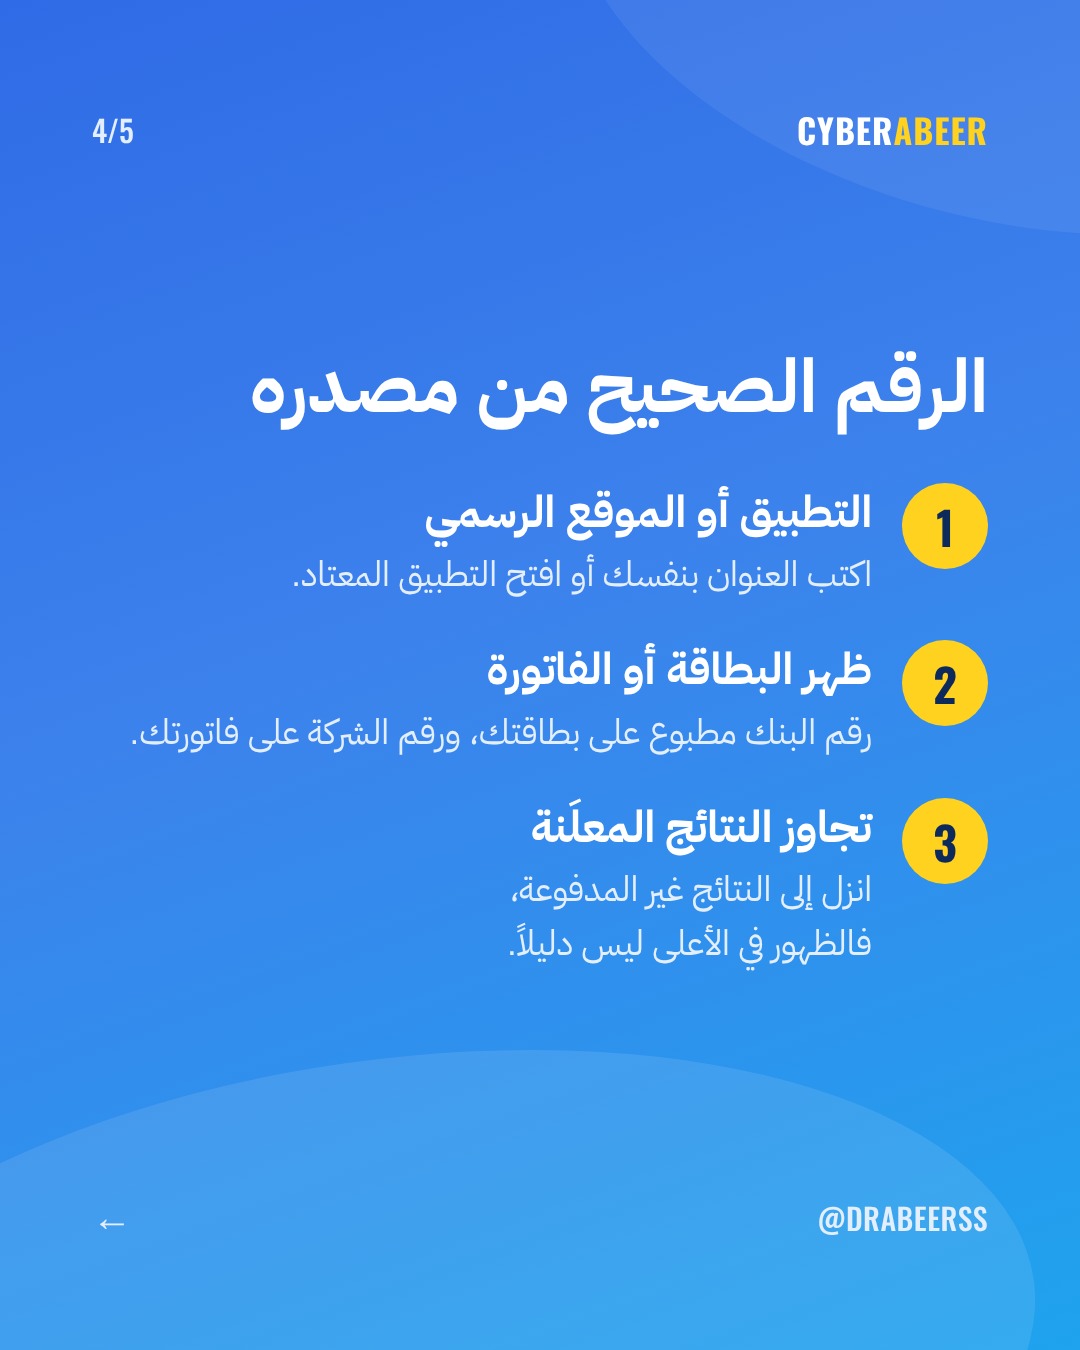 CYBERABEER
4/5
الرقم الصحيح من مصدره
1
التطبيق أو الموقع الرسمي
اكتب العنوان بنفسك أو افتح التطبيق المعتاد.
2
ظهر البطاقة أو الفاتورة
رقم البنك مطبوع على بطاقتك، ورقم الشركة على فاتورتك.
3
تجاوز النتائج المعلَنة
انزل إلى النتائج غير المدفوعة،
فالظهور في الأعلى ليس دليلاً.
@DRABEERSS
←